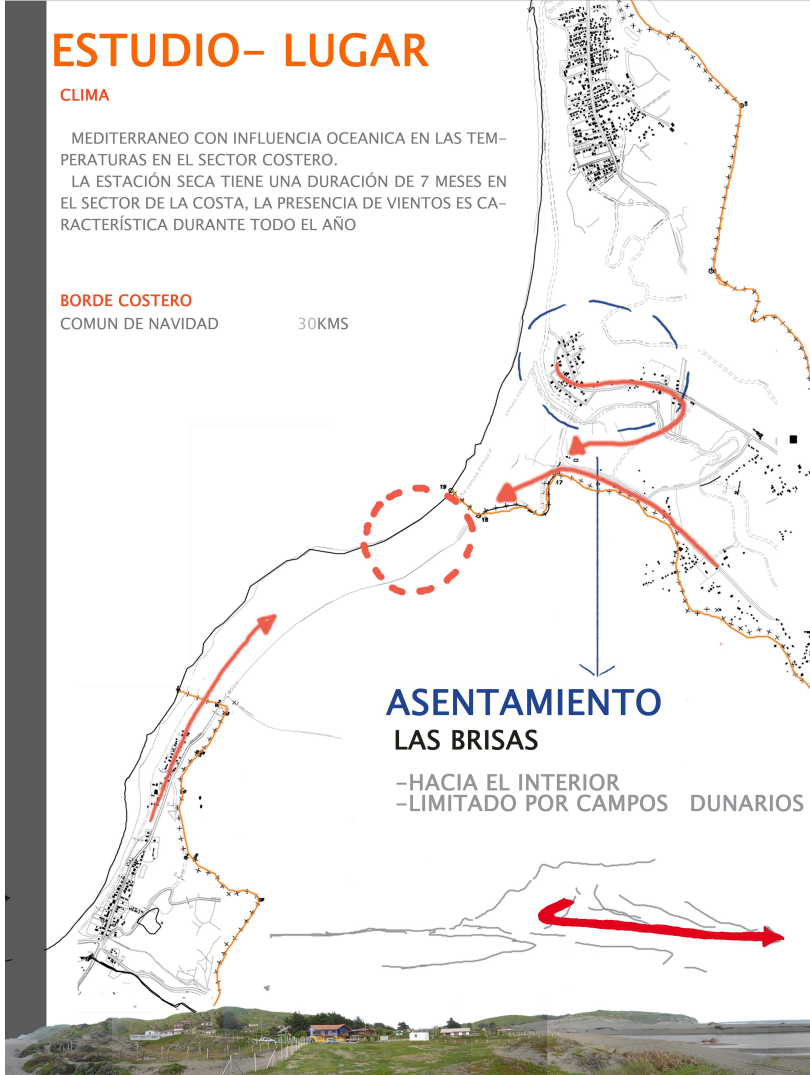 ESTUDIO– LUGAR
CLIMA
MEDITERRANEO CON INFLUENCIA OCEANICA EN LAS TEM–
PERATURAS EN EL SECTOR COSTERO.
LA ESTACIÓN SECA TIENE UNA DURACIÓN DE 7 MESES EN
EL SECTOR DE LA COSTA, LA PRESENCIA DE VIENTOS ES CA–
RACTERÍSTICA DURANTE TODO EL AÑO
BORDE COSTERO
COMUN DE NAVIDAD 30KMS
19
18
17
ASENTAMIENTO
LAS BRISAS
–HACIA EL INTERIOR
–LIMITADO POR CAMPOS DUNARIOS